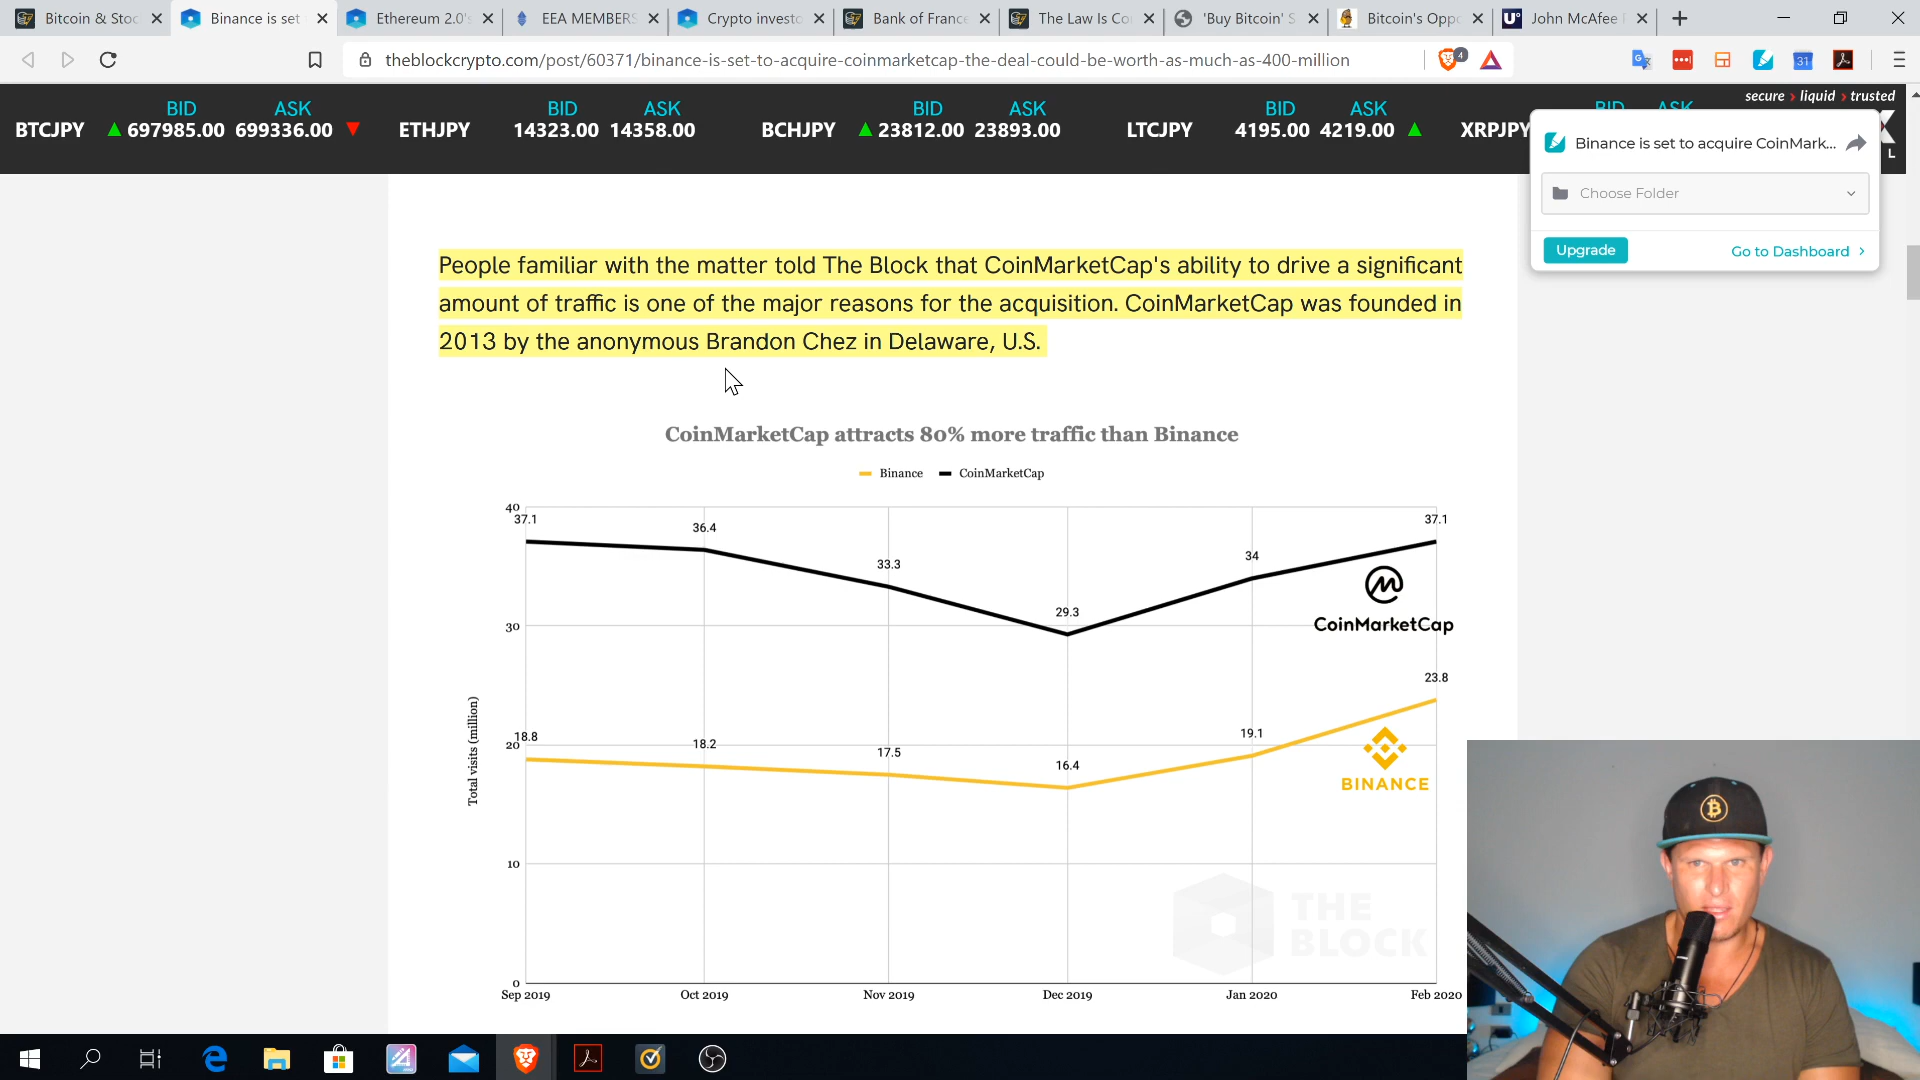 Bitcoin & Stoc
Binance is set
Ethereum 2.0's
EEA MEMBERS
Crypto investo
Bank of France
The Law Is Co
'Buy Bitcoin' S
Bitcoin's Oppo
John McAfee
theblockcrypto.com/post/60371/binance-is-set-to-acquire-coinmarketcap-the-deal-could-be-worth-as-much-as-400-million
4
31
secure › liquid › trusted
BID ASK BID ASK BID ASK BID ASK BID ASK
BTCJPY 697985.00 699336.00 ETHJPY 14323.00 14358.00 BCHJPY 23812.00 23893.00 LTCJPY 4195.00 4219.00 XRPJPY
L
Binance is set to acquire CoinMark...
Choose Folder
Upgrade
Go to Dashboard
People familiar with the matter told The Block that CoinMarketCap's ability to drive a significant
amount of traffic is one of the major reasons for the acquisition. CoinMarketCap was founded in
2013 by the anonymous Brandon Chez in Delaware, U.S.
CoinMarketCap attracts 80% more traffic than Binance
Binance CoinMarketCap
40
37.1
36.4
33.3
29.3
34
37.1
30
CoinMarketCap
23.8
Total visits (million)
18.8
20
18.2
17.5
16.4
19.1
BINANCE
10
THE
BLOCK
0
Sep 2019 Oct 2019 Nov 2019 Dec 2019 Jan 2020 Feb 2020